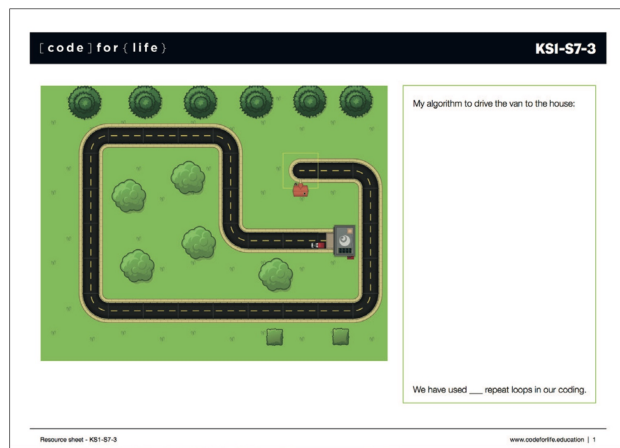 [ code ] for { life }
KS1-S7-3
My algorithm to drive the van to the house:
We have used ___ repeat loops in our coding.
Resource sheet - KS1-S7-3
www.codeforlife.education | 1